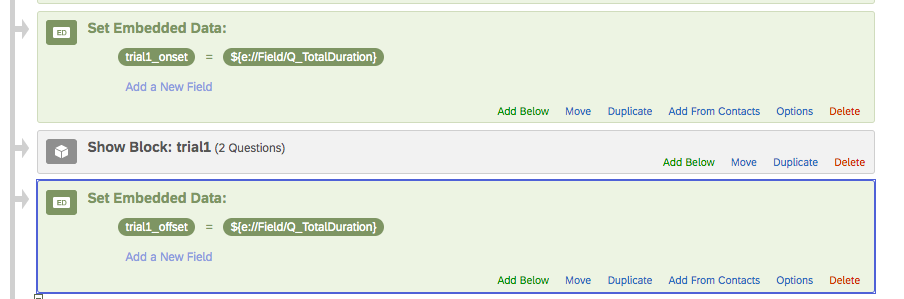 ED
Set Embedded Data:
trial1_onset = ${e://Field/Q_TotalDuration}
Add a New Field
Add Below Move Duplicate Add From Contacts Options Delete
Show Block: trial1 (2 Questions)
Add Below Move Duplicate Delete
ED
Set Embedded Data:
trial1_offset = ${e://Field/Q_TotalDuration}
Add a New Field
Add Below Move Duplicate Add From Contacts Options Delete